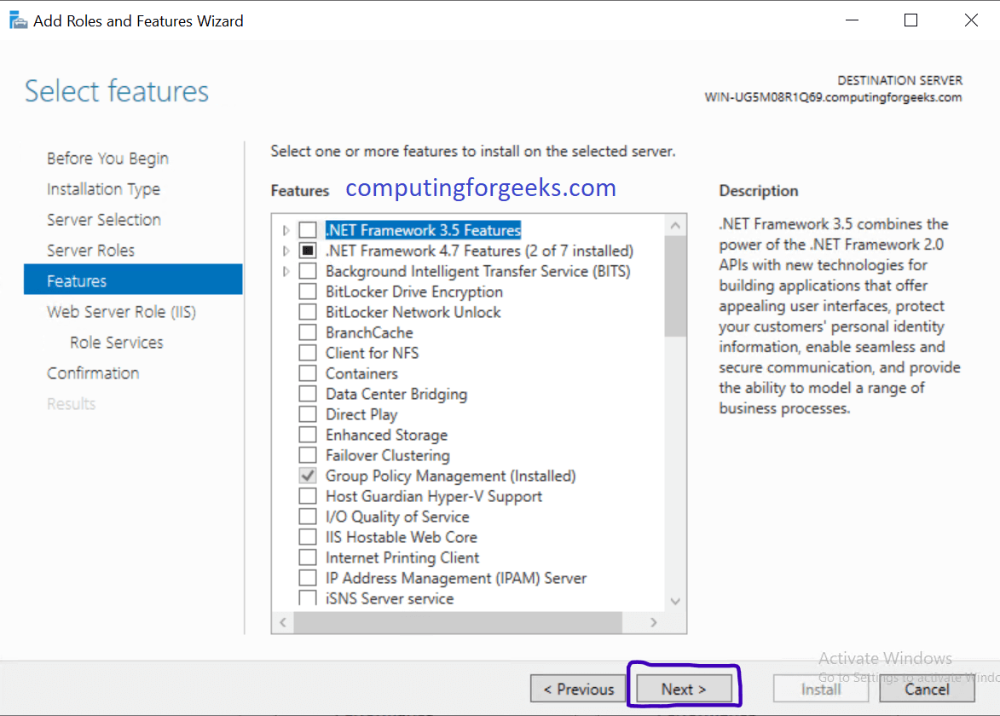 Add Roles and Features Wizard
Select features
DESTINATION SERVER
WIN-UG5M08R1Q69.computingforgeeks.com
Before You Begin
Installation Type
Server Selection
Server Roles
Features
Web Server Role (IIS)
Role Services
Confirmation
Results
Select one or more features to install on the selected server.
Features
computingforgeeks.com
.NET Framework 3.5 Features
.NET Framework 4.7 Features (2 of 7 installed)
Background Intelligent Transfer Service (BITS)
BitLocker Drive Encryption
BitLocker Network Unlock
BranchCache
Client for NFS
Containers
Data Center Bridging
Direct Play
Enhanced Storage
Failover Clustering
Group Policy Management (Installed)
Host Guardian Hyper-V Support
I/O Quality of Service
IIS Hostable Web Core
Internet Printing Client
IP Address Management (IPAM) Server
iSNS Server service
Description
.NET Framework 3.5 combines the
power of the .NET Framework 2.0
APIs with new technologies for
building applications that offer
appealing user interfaces, protect
your customers' personal identity
information, enable seamless and
secure communication, and provide
the ability to model a range of
business processes.
Activate Windows
Go to Settings to activate Windo
< Previous
Next >
Install
Cancel